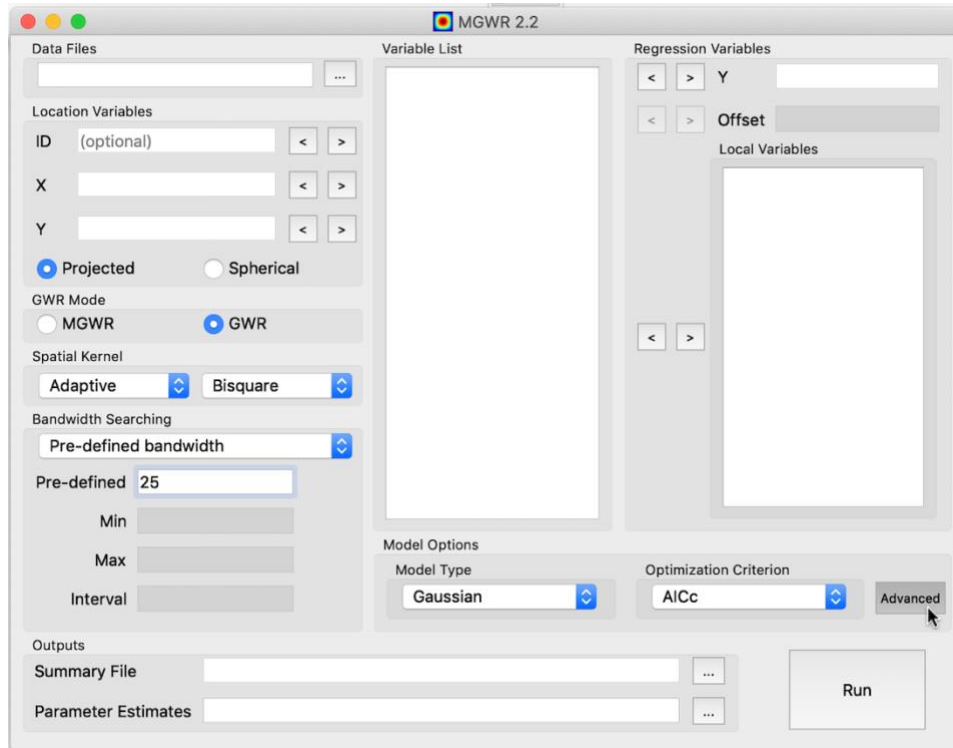 MGWR 2.2
Data Files
...
Location Variables
ID (optional) < >
X < >
Y < >
Projected Spherical
GWR Mode
MGWR GWR
Spatial Kernel
Adaptive Bisquare
Bandwidth Searching
Pre-defined bandwidth
Pre-defined 25
Min
Max
Interval
Variable List
Regression Variables
< > Y
< > Offset
Local Variables
< >
Model Options
Model Type
Gaussian
Optimization Criterion
AICc
Advanced
Outputs
Summary File ...
Parameter Estimates ...
Run